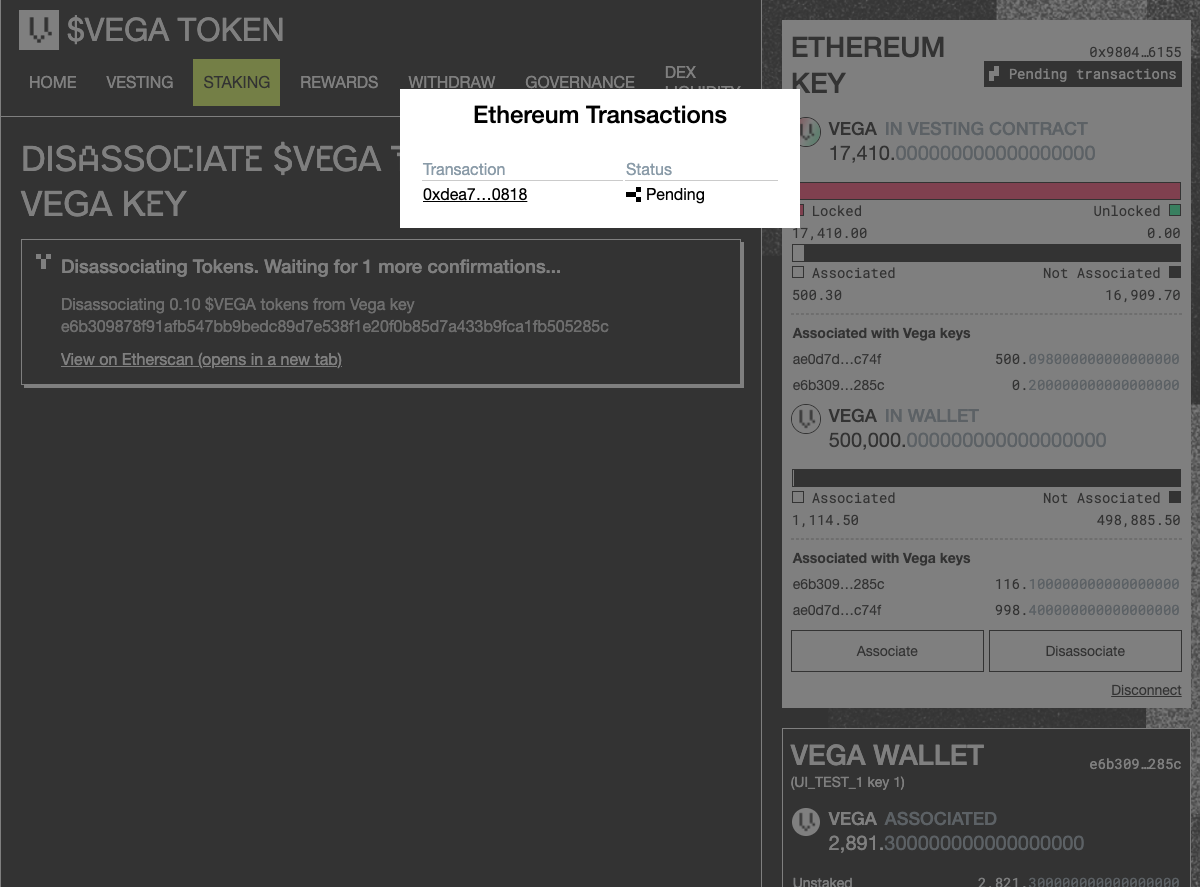 $VEGA TOKEN
HOME VESTING STAKING REWARDS WITHDRAW GOVERNANCE DEX
DISASSOCIATE $VEGA
VEGA KEY
Disassociating Tokens. Waiting for 1 more confirmations...
Disassociating 0.10 $VEGA tokens from Vega key
e6b309878f91afb547bb9bedc89d7e538f1e20f0b85d7a433b9fca1fb505285c
View on Etherscan (opens in a new tab)
Ethereum Transactions
Transaction Status
0xdea7…0818 Pending
ETHEREUM
KEY
0x9804…6155
Pending transactions
VEGA IN VESTING CONTRACT
17,410.000000000000000000
Locked Unlocked
17,410.00 0.00
Associated Not Associated
500.30 16,909.70
Associated with Vega keys
ae0d7d…c74f 500.098000000000000000
e6b309…285c 0.200000000000000000
VEGA IN WALLET
500,000.000000000000000000
Associated Not Associated
1,114.50 498,885.50
Associated with Vega keys
e6b309…285c 116.100000000000000000
ae0d7d…c74f 998.400000000000000000
Associate Disassociate
Disconnect
VEGA WALLET e6b309…285c
(UI_TEST_1 key 1)
VEGA ASSOCIATED
2,891.300000000000000000
Unstaked 2,821.300000000000000000